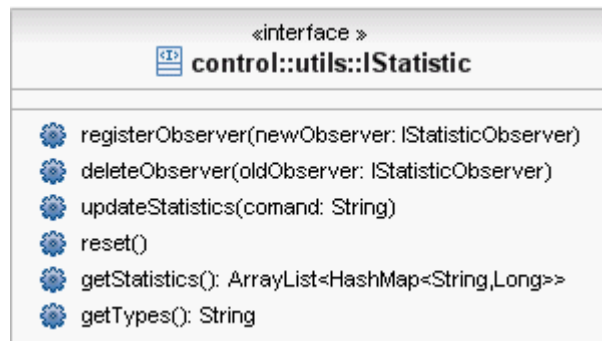 «interface »
control::utils::IStatistic
registerObserver(newObserver: IStatisticObserver)
deleteObserver(oldObserver: IStatisticObserver)
updateStatistics(comand: String)
reset()
getStatistics(): ArrayList<HashMap<String,Long>>
getTypes(): String